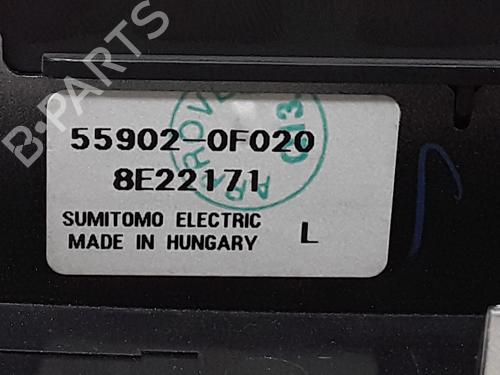 B-PARTS
55902-0F020
8E22171
SUMITOMO ELECTRIC
MADE IN HUNGARY L